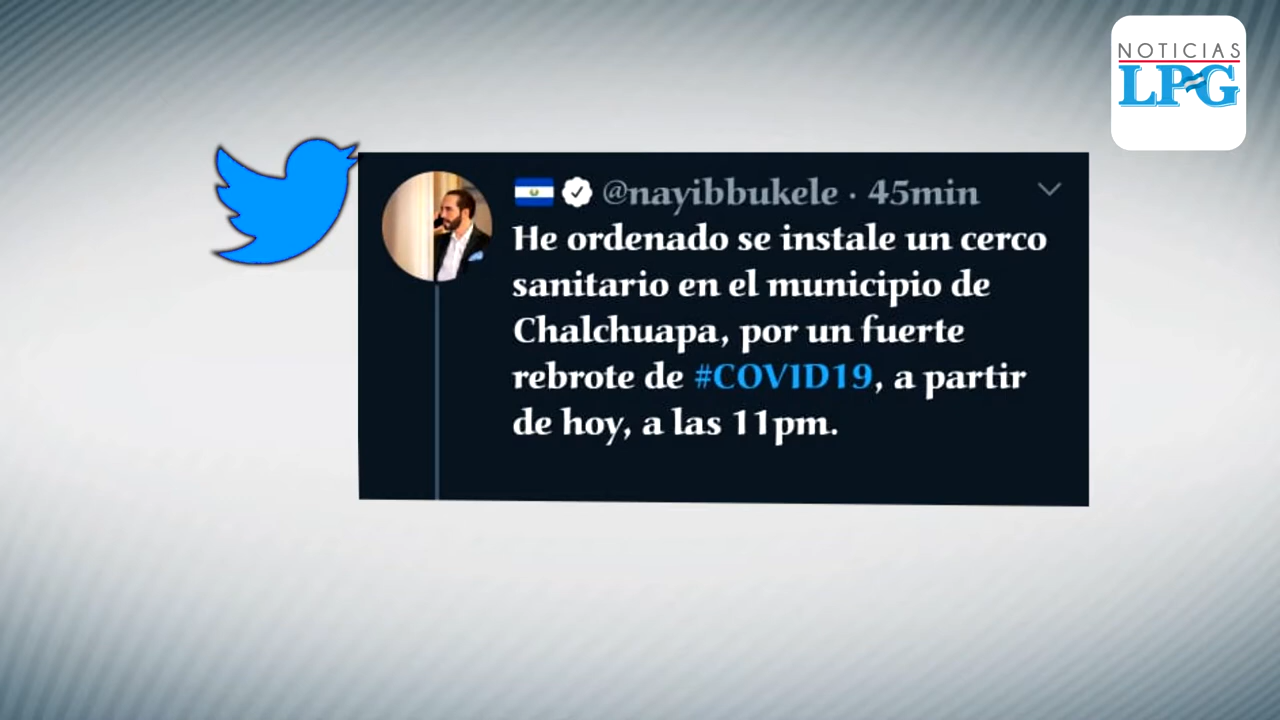 NOTICIAS
LPG
@nayibbukele · 45min
He ordenado se instale un cerco
sanitario en el municipio de
Chalchuapa, por un fuerte
rebrote de #COVID19, a partir
de hoy, a las 11pm.